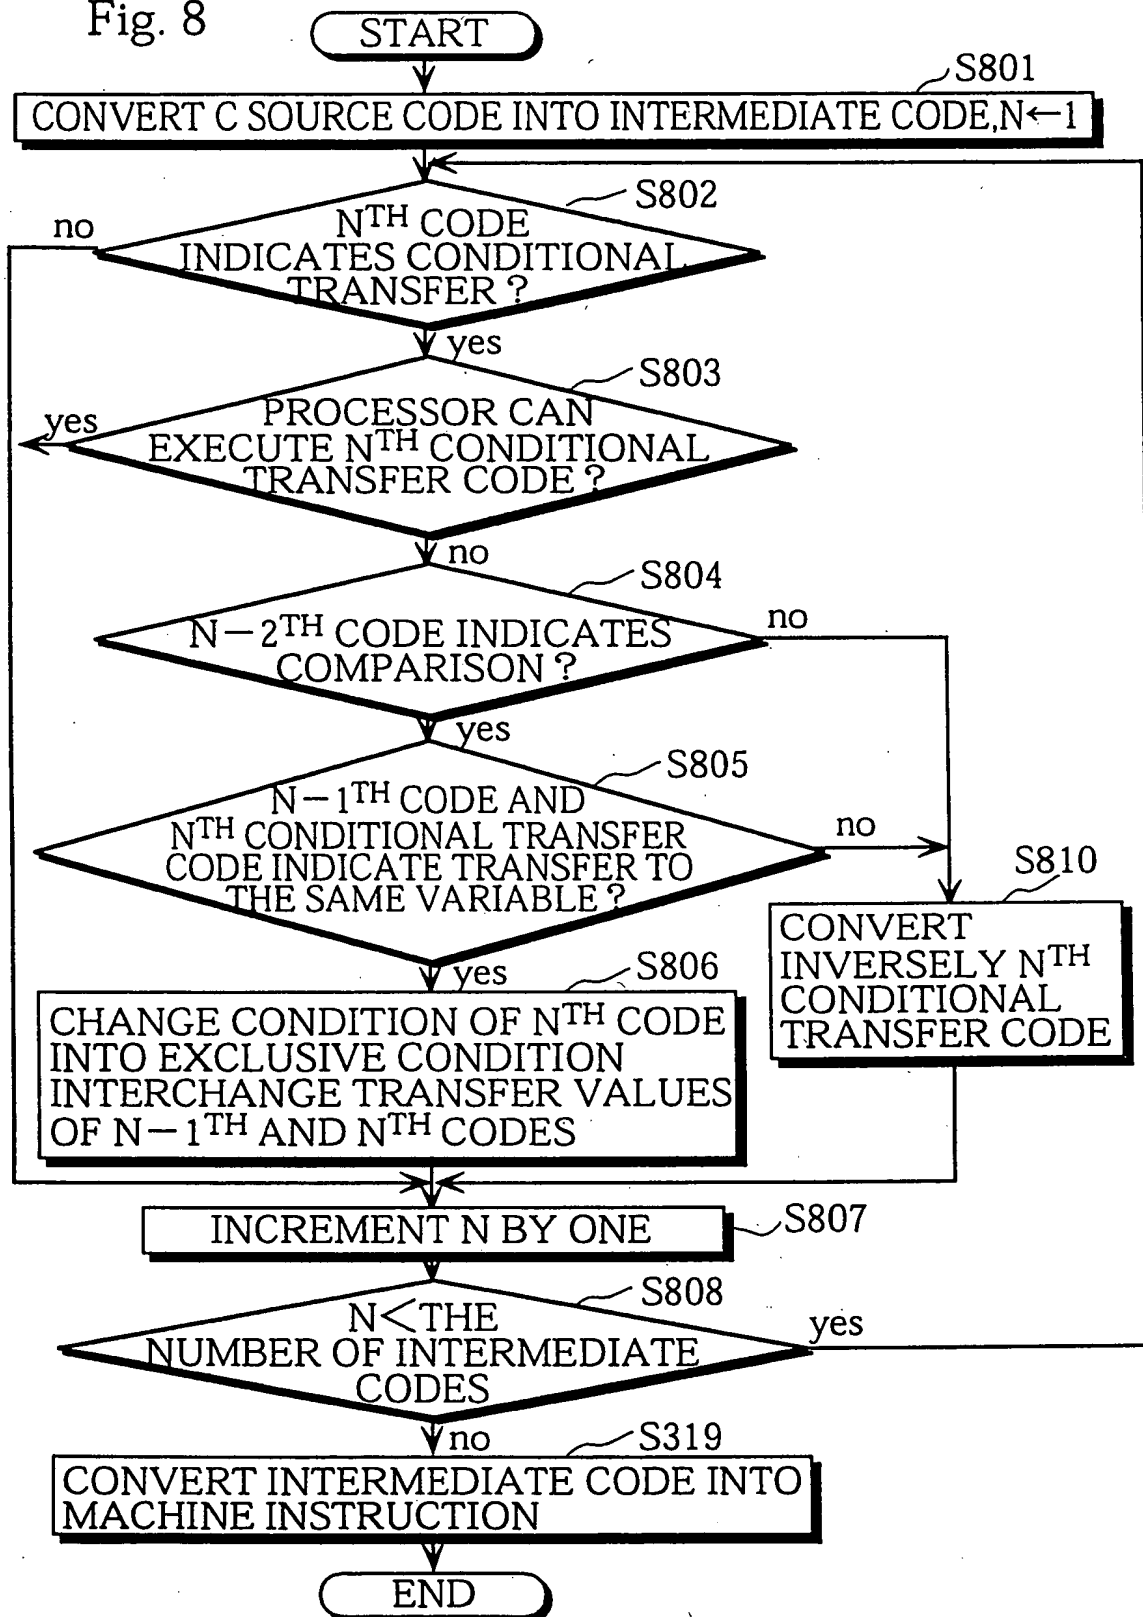 Fig. 8
START
S801
CONVERT C SOURCE CODE INTO INTERMEDIATE CODE,N←1
S802
no
NTH CODE
INDICATES CONDITIONAL
TRANSFER ?
yes
S803
yes
PROCESSOR CAN
EXECUTE NTH CONDITIONAL
TRANSFER CODE ?
no
S804
no
N−2TH CODE INDICATES
COMPARISON ?
yes
S805
N−1TH CODE AND
NTH CONDITIONAL TRANSFER
CODE INDICATE TRANSFER TO
THE SAME VARIABLE ?
no
S810
CONVERT
INVERSELY NTH
CONDITIONAL
TRANSFER CODE
yes
S806
CHANGE CONDITION OF NTH CODE
INTO EXCLUSIVE CONDITION
INTERCHANGE TRANSFER VALUES
OF N−1TH AND NTH CODES
INCREMENT N BY ONE
S807
S808
N<THE
NUMBER OF INTERMEDIATE
CODES
yes
no
S319
CONVERT INTERMEDIATE CODE INTO
MACHINE INSTRUCTION
END